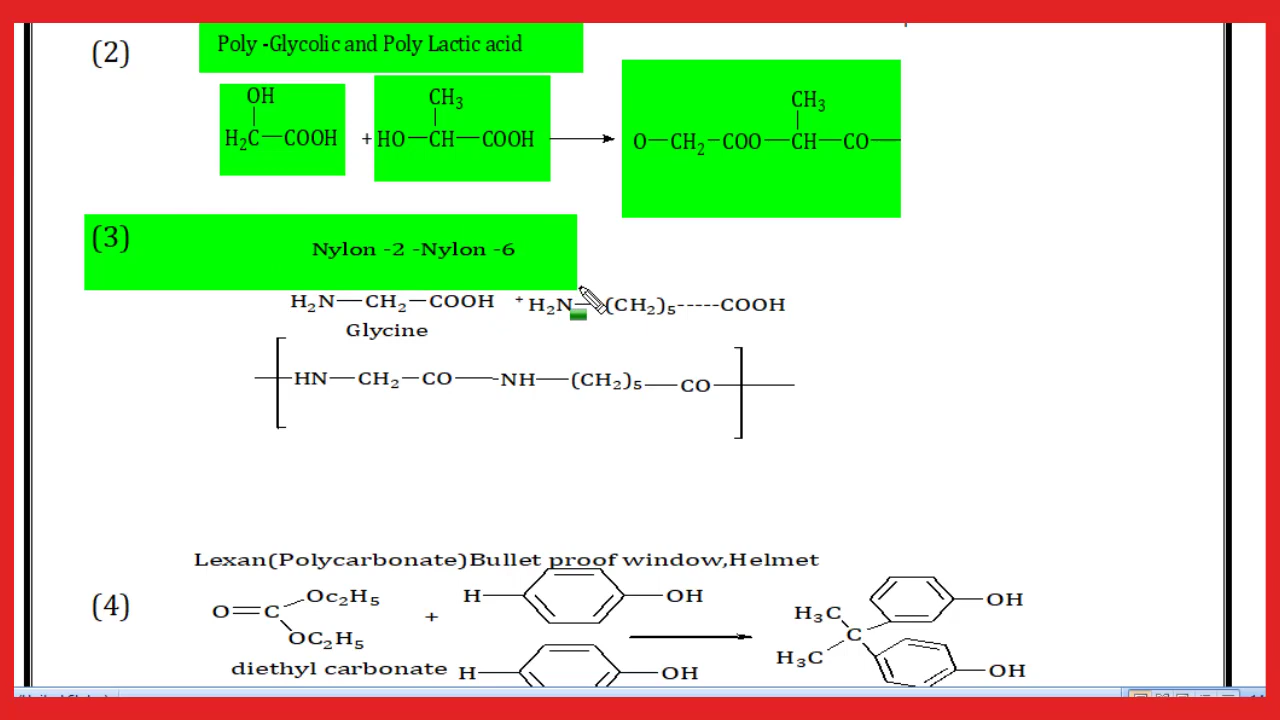 (2) Poly -Glycolic and Poly Lactic acid
OH CH3 CH3
H2C—COOH + HO—CH—COOH O—CH2—COO—CH—CO—
(3) Nylon -2 -Nylon -6
H2N—CH2—COOH + H2N—(CH2)5-----COOH
Glycine
HN—CH2—CO—-NH—(CH2)5—CO
Lexan(Polycarbonate)Bullet proof window,Helmet
(4) O=C Oc2H5 + H OH H3C C OH
OC2H5 H3C
diethyl carbonate H OH OH